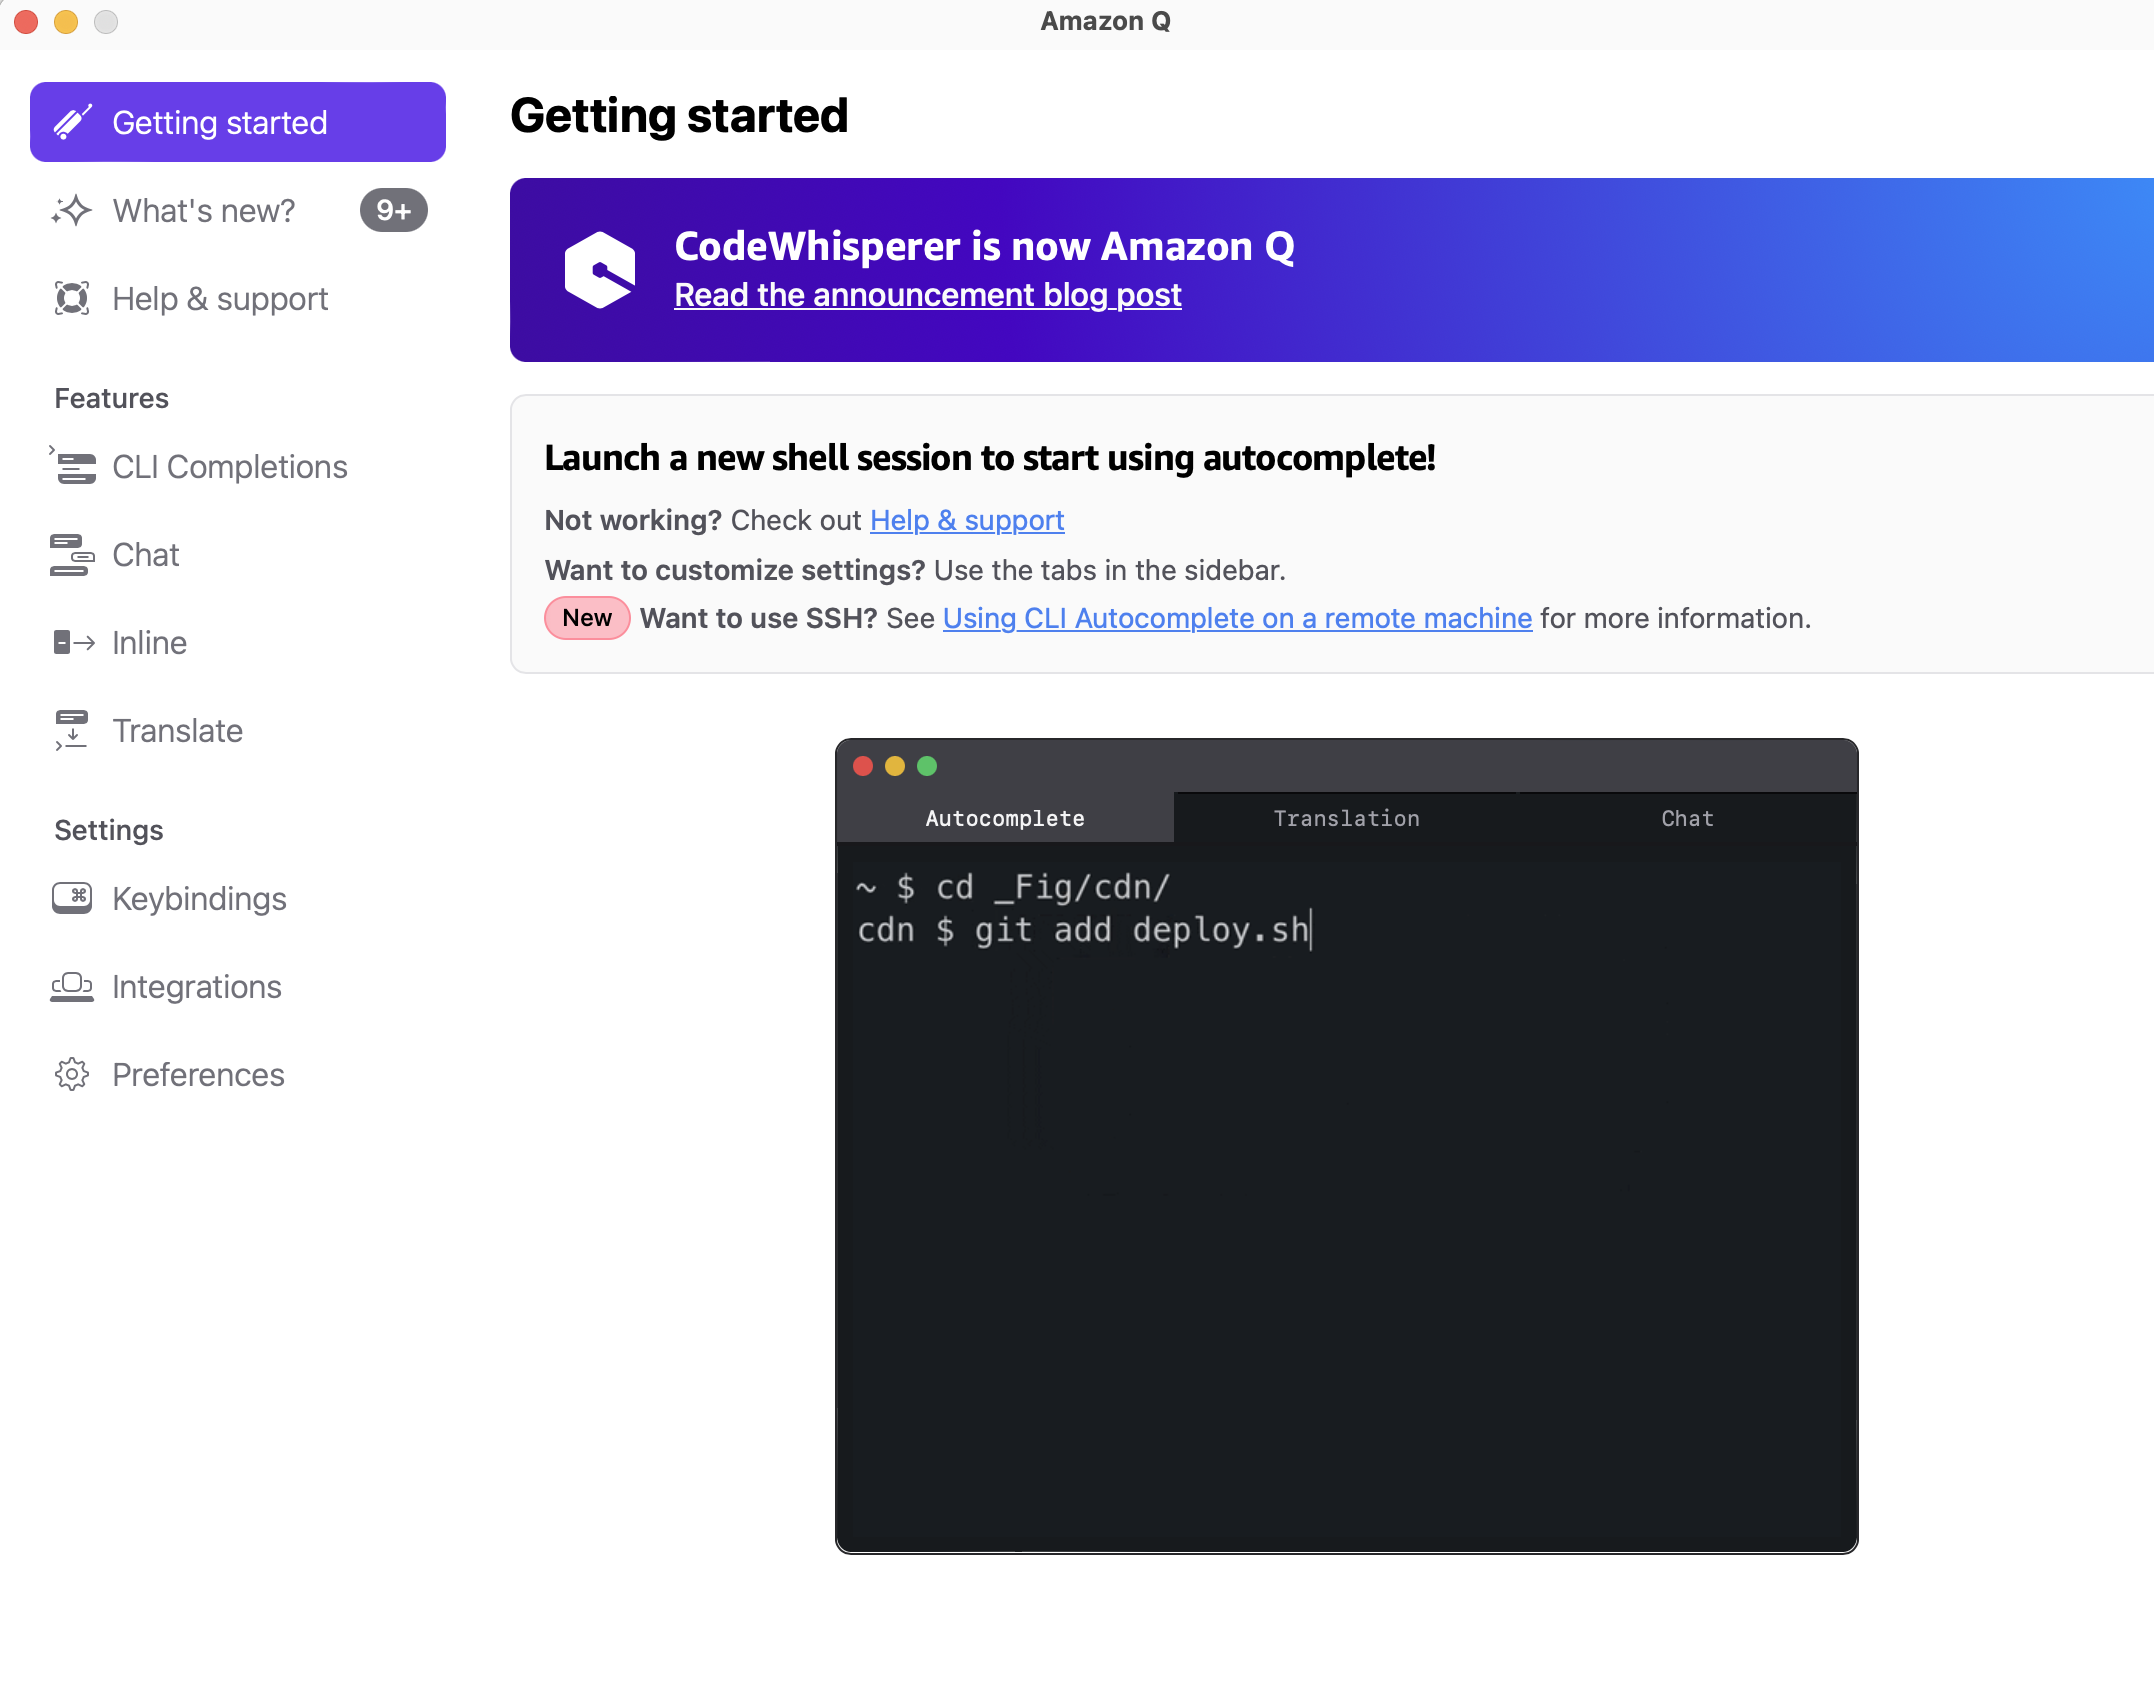 Amazon Q
Getting started
What's new?
9+
Help & support
Features
CLI Completions
Chat
Inline
Translate
Settings
Keybindings
Integrations
Preferences
Getting started
CodeWhisperer is now Amazon Q
Read the announcement blog post
Launch a new shell session to start using autocomplete!
Not working? Check out Help & support
Want to customize settings? Use the tabs in the sidebar.
New Want to use SSH? See Using CLI Autocomplete on a remote machine for more information.
Autocomplete
Translation
Chat
~ $ cd _Fig/cdn/
cdn $ git add deploy.sh